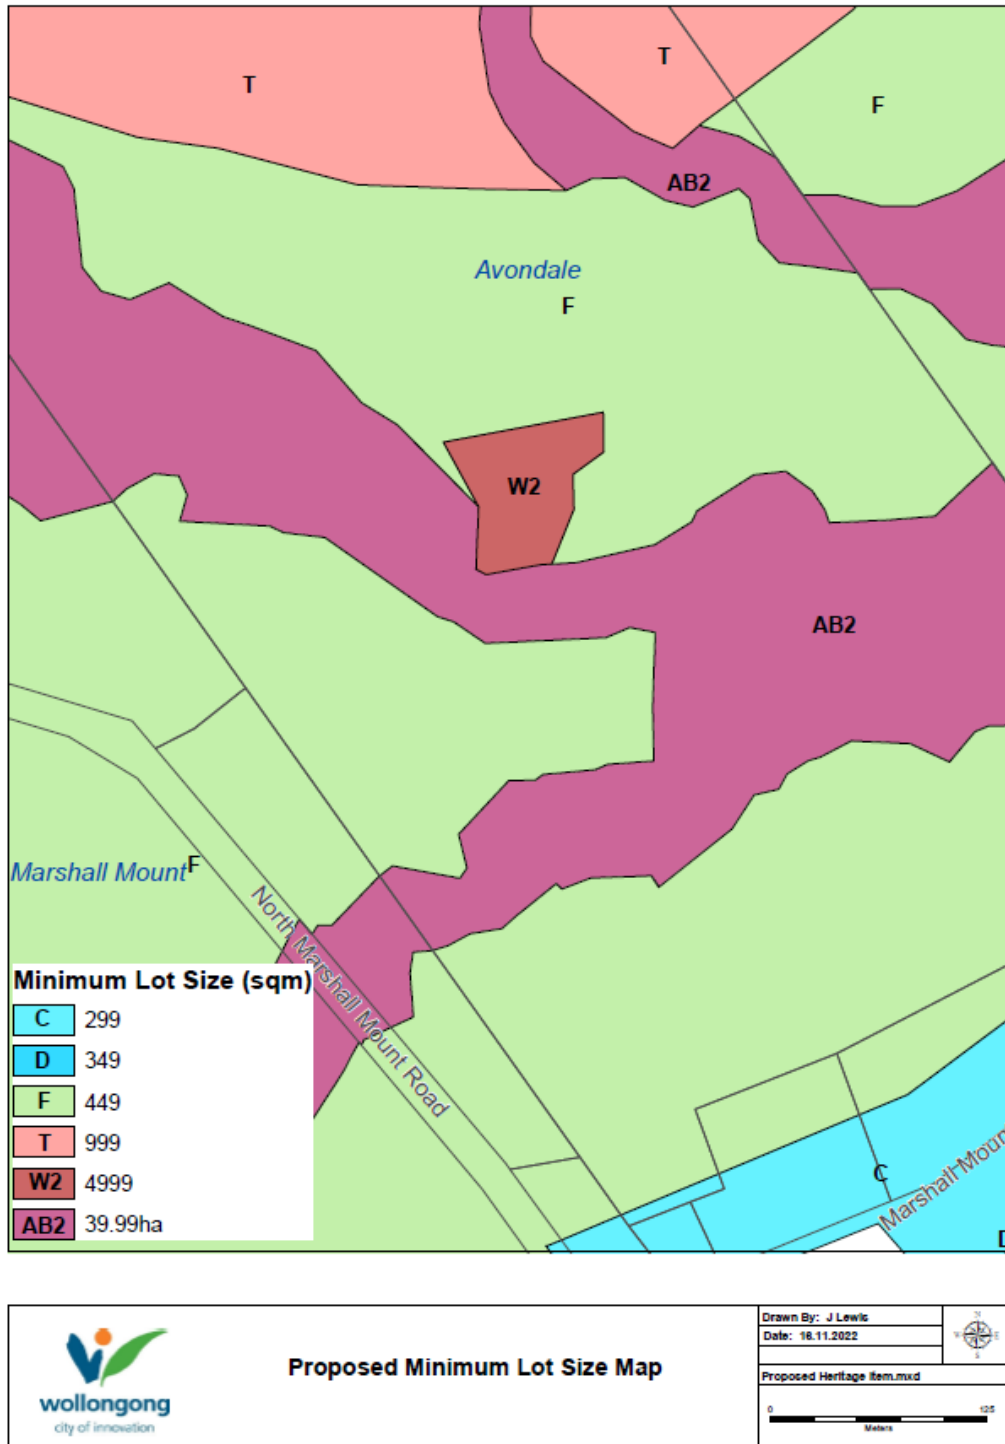 T
T
F
AB2
Avondale
F
W2
AB2
Marshall Mount
F
North Marshall Mount Road
Minimum Lot Size (sqm)
C 299
D 349
F 449
T 999
W2 4999
AB2 39.99ha
C
Marshall Moun
D
wollongong
city of innovation
Proposed Minimum Lot Size Map
Drawn By: J Lewis
Date: 16.11.2022
N
W E
S
Proposed Heritage Item.mxd
0 125
Meters